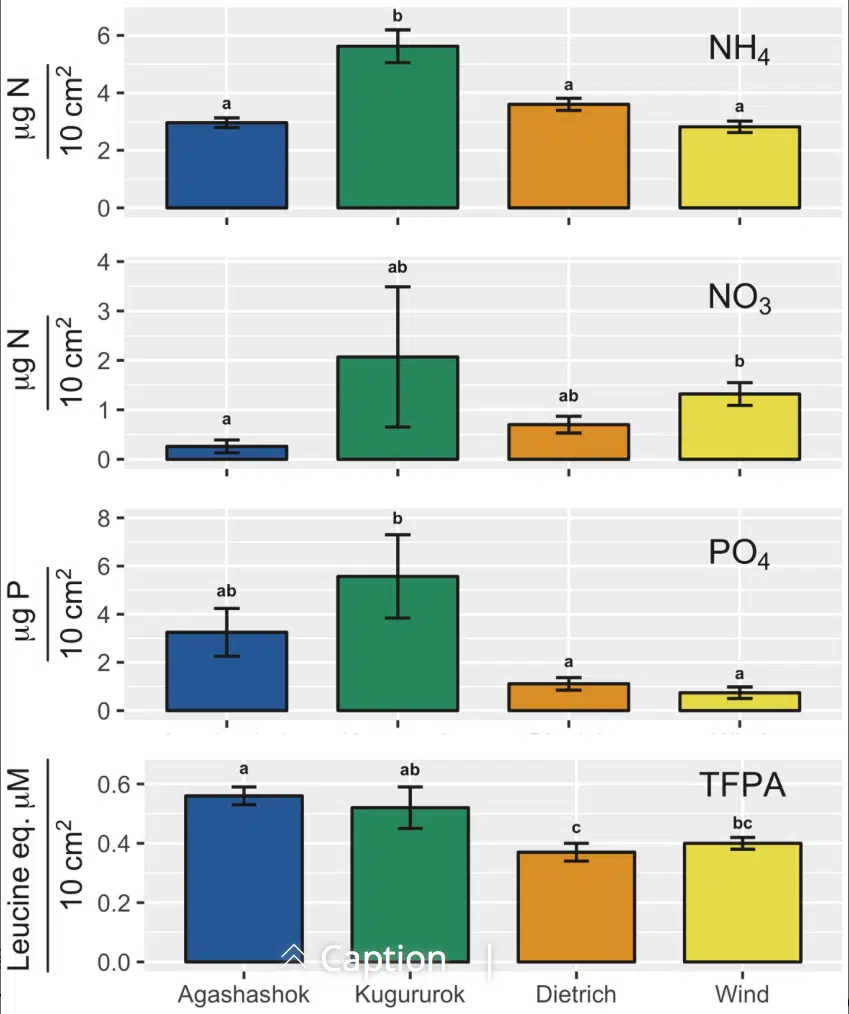 NH₄
µg N
10 cm²
6
4
2
0
a
b
a
a
NO₃
µg N
10 cm²
4
3
2
1
0
a
ab
ab
b
PO₄
µg P
10 cm²
8
6
4
2
0
ab
b
a
a
TFPA
Leucine eq. µM
10 cm²
0.6
0.4
0.2
0.0
a
ab
c
bc
Caption
Agashashok Kugururok Dietrich Wind